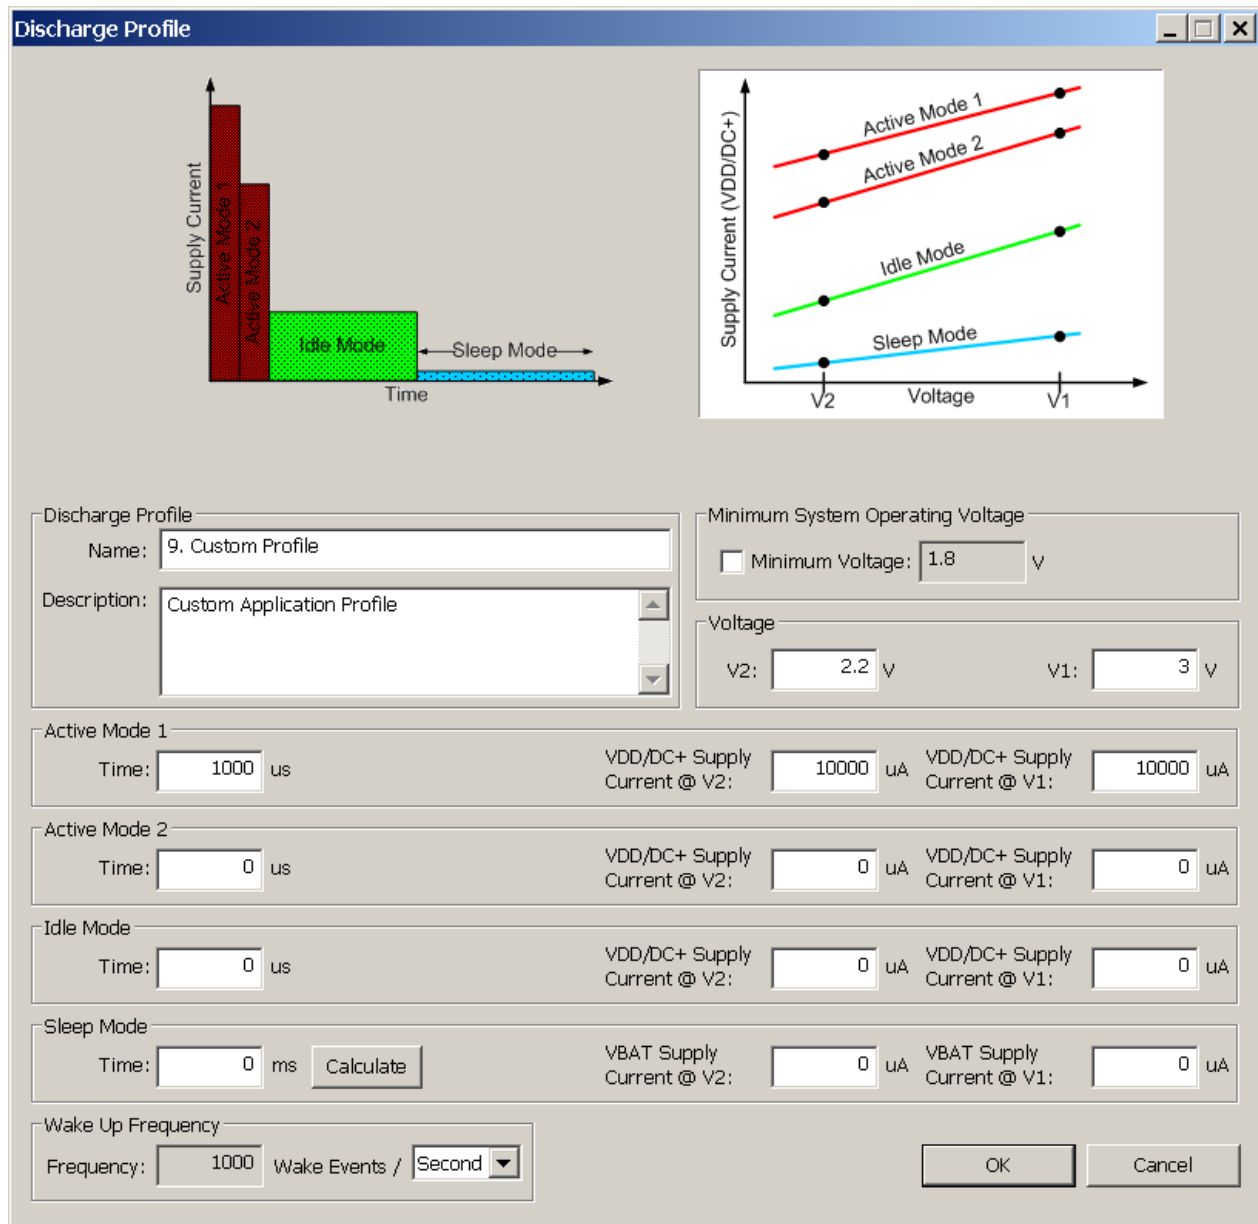 Discharge Profile
Supply Current
Active Mode 1
Active Mode 2
Idle Mode
Sleep Mode
Time
Supply Current (VDD/DC+)
Active Mode 1
Active Mode 2
Idle Mode
Sleep Mode
V2 Voltage V1
Discharge Profile
Name: 9. Custom Profile
Description: Custom Application Profile
Minimum System Operating Voltage
Minimum Voltage: 1.8 V
Voltage
V2: 2.2 V V1: 3 V
Active Mode 1
Time: 1000 us
VDD/DC+ Supply
Current @ V2: 10000 uA
VDD/DC+ Supply
Current @ V1: 10000 uA
Active Mode 2
Time: 0 us
VDD/DC+ Supply
Current @ V2: 0 uA
VDD/DC+ Supply
Current @ V1: 0 uA
Idle Mode
Time: 0 us
VDD/DC+ Supply
Current @ V2: 0 uA
VDD/DC+ Supply
Current @ V1: 0 uA
Sleep Mode
Time: 0 ms Calculate
VBAT Supply
Current @ V2: 0 uA
VBAT Supply
Current @ V1: 0 uA
Wake Up Frequency
Frequency: 1000 Wake Events / Second
OK Cancel